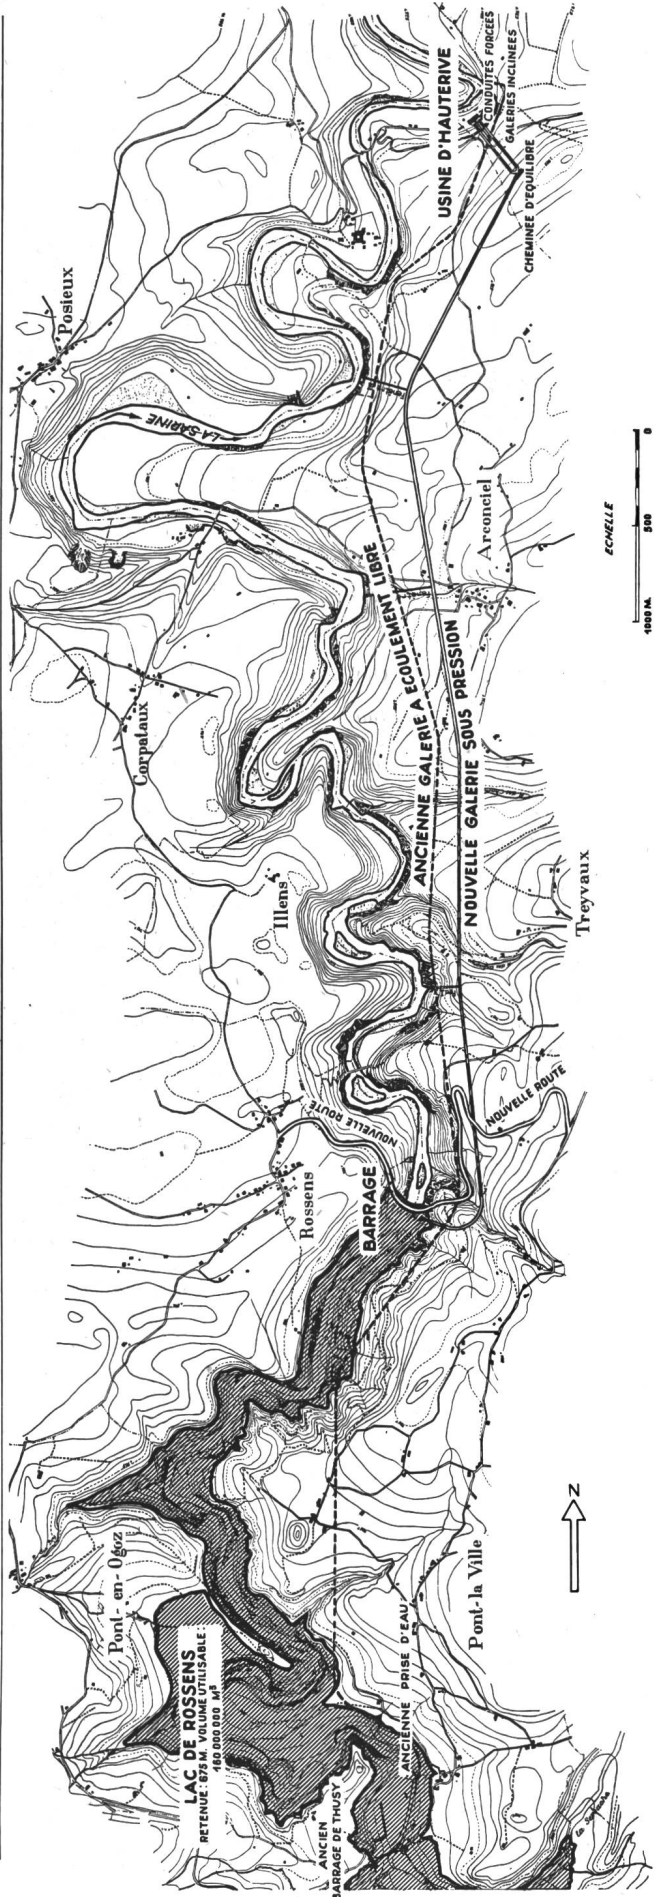 Posieux
LA SARINE
USINE D'HAUTERIVE
CONDUITES FORCÉES
GALERIES INCLINÉES
CHEMINÉE D'ÉQUILIBRE
Arconciel
ECHELLE
1000 M.
500
0
Corpataux
ANCIENNE GALERIE A ECOULEMENT LIBRE
NOUVELLE GALERIE SOUS PRESSION
Illens
Treyvaux
NOUVELLE ROUTE
NOUVELLE ROUTE
Rossens
BARRAGE
Pont-en-Ogoz
LAC DE ROSSENS
RETENUE: 675 M. VOLUME UTILISABLE:
160 000 000 M³
ANCIENNE PRISE D'EAU
Pont-la Ville
N
ANCIEN
BARRAGE DE THUSY